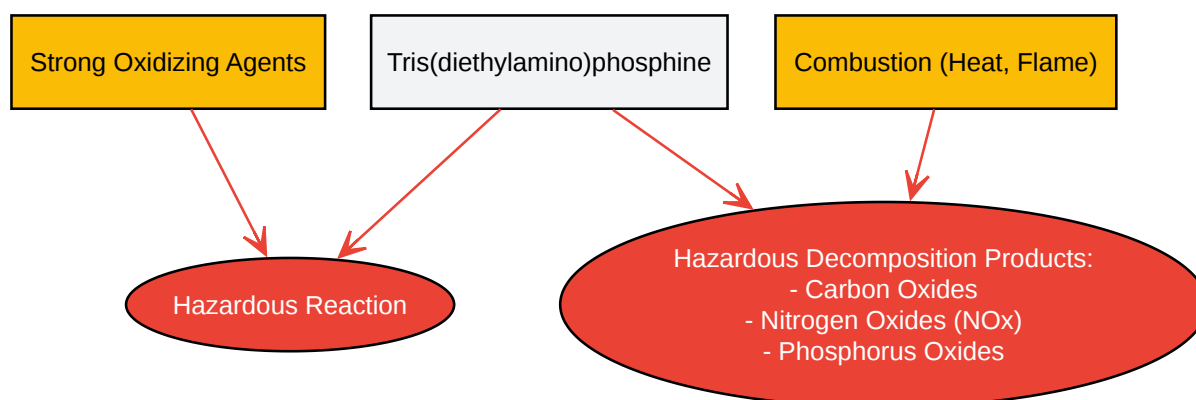 Strong Oxidizing Agents
Tris(diethylamino)phosphine
Combustion (Heat, Flame)
Hazardous Reaction
Hazardous Decomposition Products:
- Carbon Oxides
- Nitrogen Oxides (NOx)
- Phosphorus Oxides